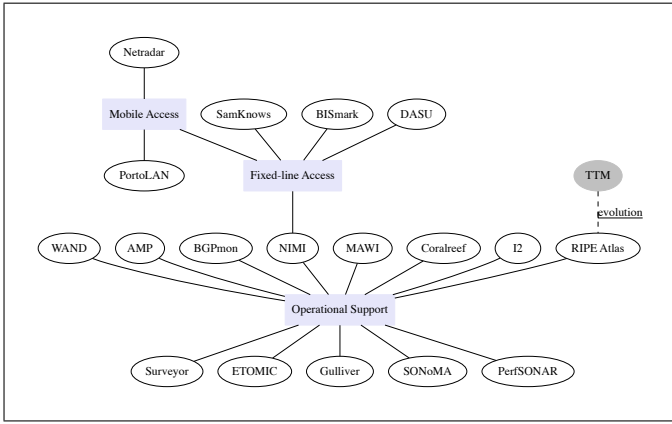 Netradar
Mobile Access
SamKnows
BISmark
DASU
PortoLAN
Fixed-line Access
TTM
evolution
WAND
AMP
BGPmon
NIMI
MAWI
Coralreef
I2
RIPE Atlas
Operational Support
Surveyor
ETOMIC
Gulliver
SONoMA
PerfSONAR